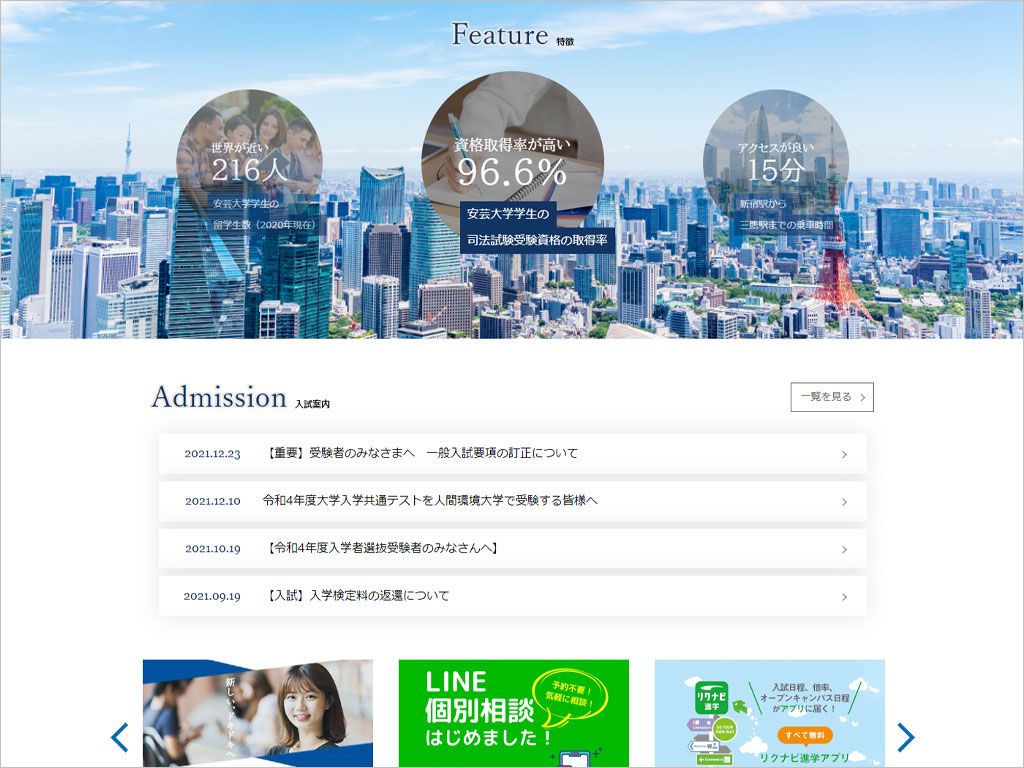 Feature 特徴
世界が近い
216人
安芸大学学生の
留学生数（2020年現在）
資格取得率が高い
96.6%
安芸大学学生の
司法試験受験資格の取得率
アクセスが良い
15分
新宿駅から
三鷹駅までの乗車時間
Admission 入試案内
一覧を見る
2021.12.23 【重要】受験者のみなさまへ　一般入試要項の訂正について
2021.12.10 令和4年度大学入学共通テストを人間環境大学で受験する皆様へ
2021.10.19 【令和4年度入学者選抜受験者のみなさんへ】
2021.09.19 【入試】入学検定料の返還について
新しい、ドキドキ
LINE
個別相談
はじめました！
予約不要！
気軽に相談！
リクナビ
進学
入試日程、倍率、
オープンキャンパス日程
がアプリに届く！
すべて無料
リクナビ進学アプリ